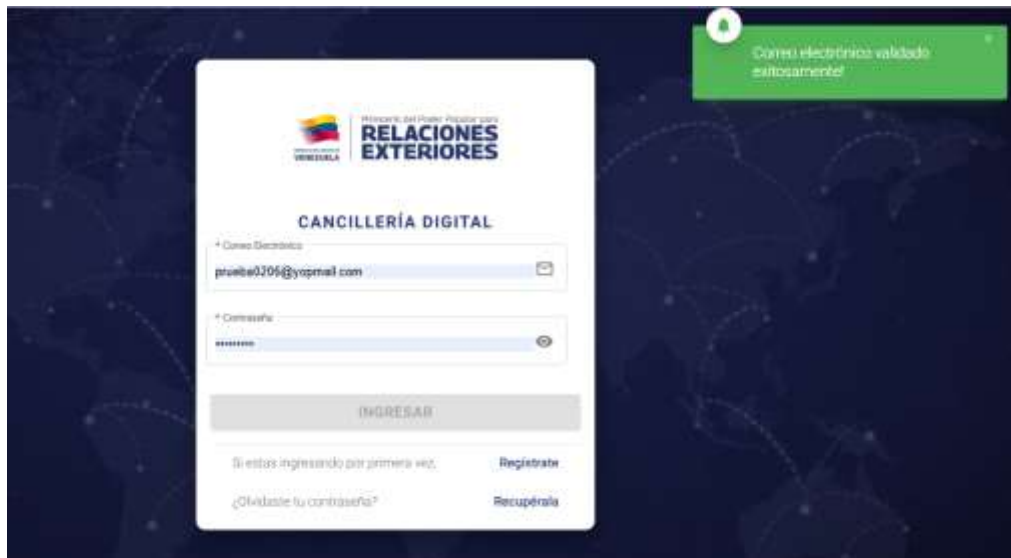 Correo electrónico validado
exitosamente!
Ministerio del Poder Popular para
RELACIONES
EXTERIORES
VENEZUELA
CANCILLERÍA DIGITAL
* Correo Electrónico
prueba0206@yopmail.com
* Contraseña
•••••••••
INGRESAR
Si estas ingresando por primera vez,
Regístrate
¿Olvidaste tu contraseña?
Recupérala